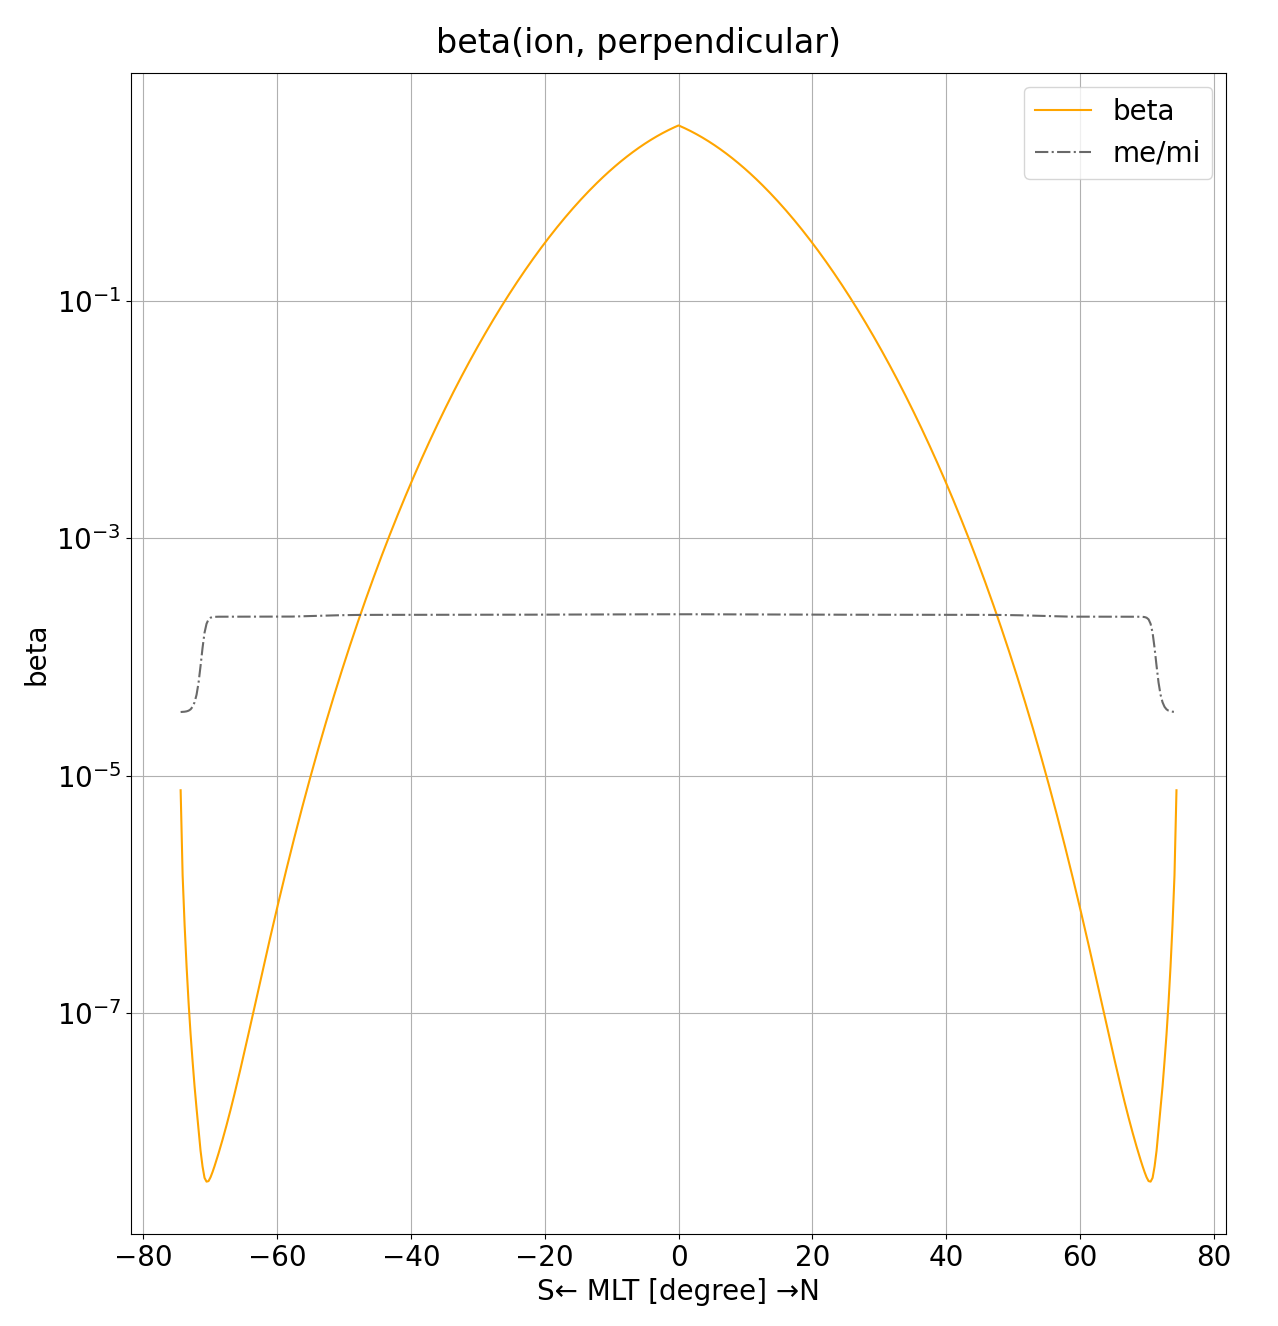 beta(ion, perpendicular)
beta
me/mi
10⁻¹
10⁻³
10⁻⁵
10⁻⁷
beta
−80 −60 −40 −20 0 20 40 60 80
S← MLT [degree] →N